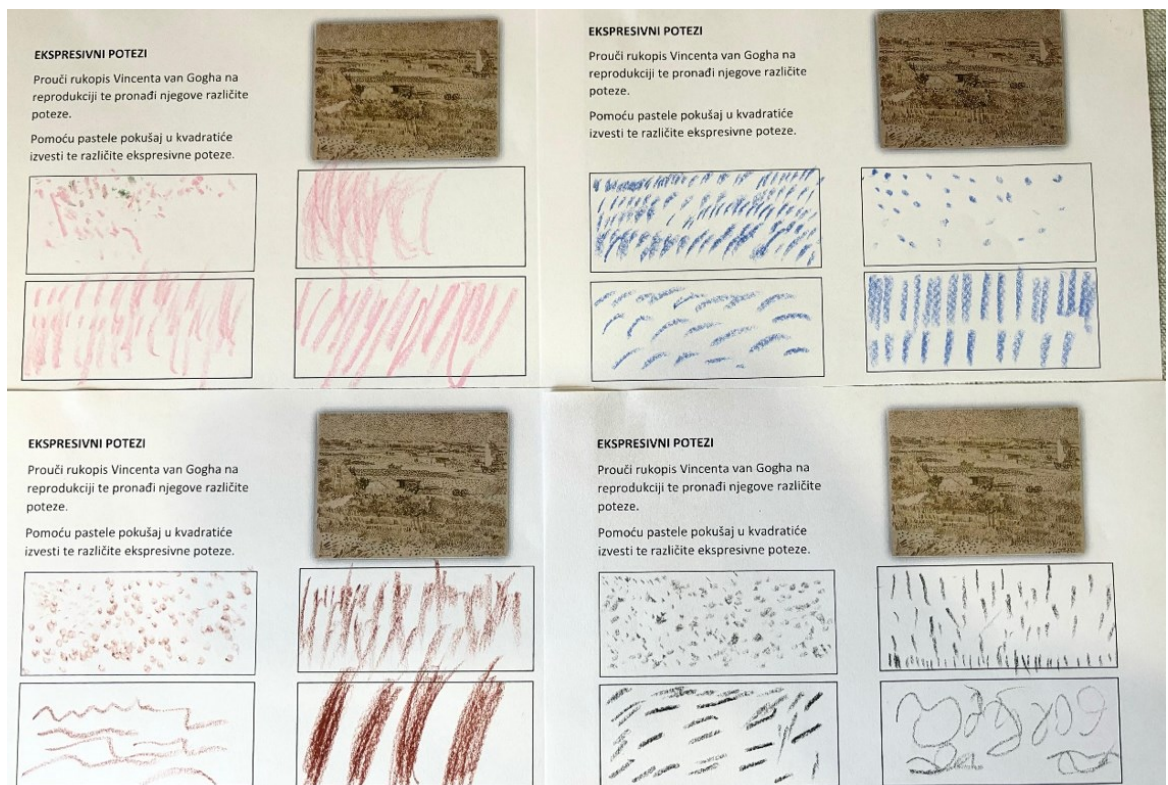 EKSPRESIVNI POTEZI
Prouči rukopis Vincenta van Gogha na
reprodukciji te pronađi njegove različite
poteze.
Pomoću pastele pokušaj u kvadratiće
izvesti te različite ekspresivne poteze.
EKSPRESIVNI POTEZI
Prouči rukopis Vincenta van Gogha na
reprodukciji te pronađi njegove različite
poteze.
Pomoću pastele pokušaj u kvadratiće
izvesti te različite ekspresivne poteze.
EKSPRESIVNI POTEZI
Prouči rukopis Vincenta van Gogha na
reprodukciji te pronađi njegove različite
poteze.
Pomoću pastele pokušaj u kvadratiće
izvesti te različite ekspresivne poteze.
EKSPRESIVNI POTEZI
Prouči rukopis Vincenta van Gogha na
reprodukciji te pronađi njegove različite
poteze.
Pomoću pastele pokušaj u kvadratiće
izvesti te različite ekspresivne poteze.